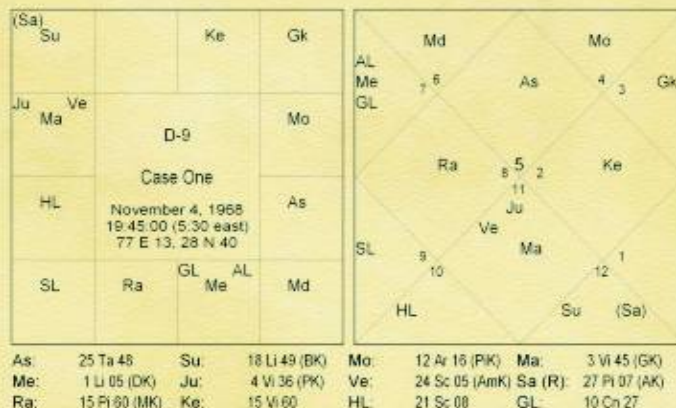 (Sa)
Su
Ke
Gk
Ju Ve
Ma
Mo
HL
As
SL
Ra
GL AL
Me
Md
D-9
Case One
November 4, 1968
19:45:00 (5:30 east)
77 E 13, 28 N 40
Md
Mo
AL
Me
GL
7 6
As
4 3
Gk
Ra
8 5 2
11
Ke
Ju
Ve
Ma
SL
9
10
1
12
HL
Su (Sa)
As: 25 Ta 48 Su: 18 Li 49 (BK) Mo: 12 Ar 16 (PiK) Ma: 3 Vi 45 (GK)
Me: 1 Li 05 (DK) Ju: 4 Vi 36 (PK) Ve: 24 Sc 05 (AmK) Sa (R): 27 Pi 07 (AK)
Ra: 15 Pi 60 (MK) Ke: 15 Vi 60 HL: 21 Sc 08 GL: 10 Cn 27